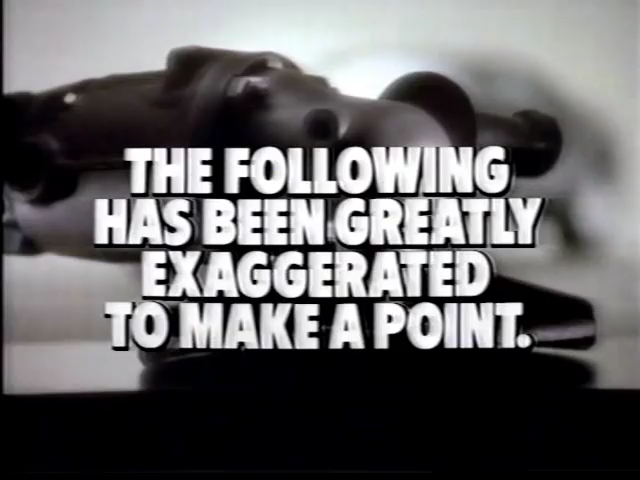 THE FOLLOWING
HAS BEEN GREATLY
EXAGGERATED
TO MAKE A POINT.